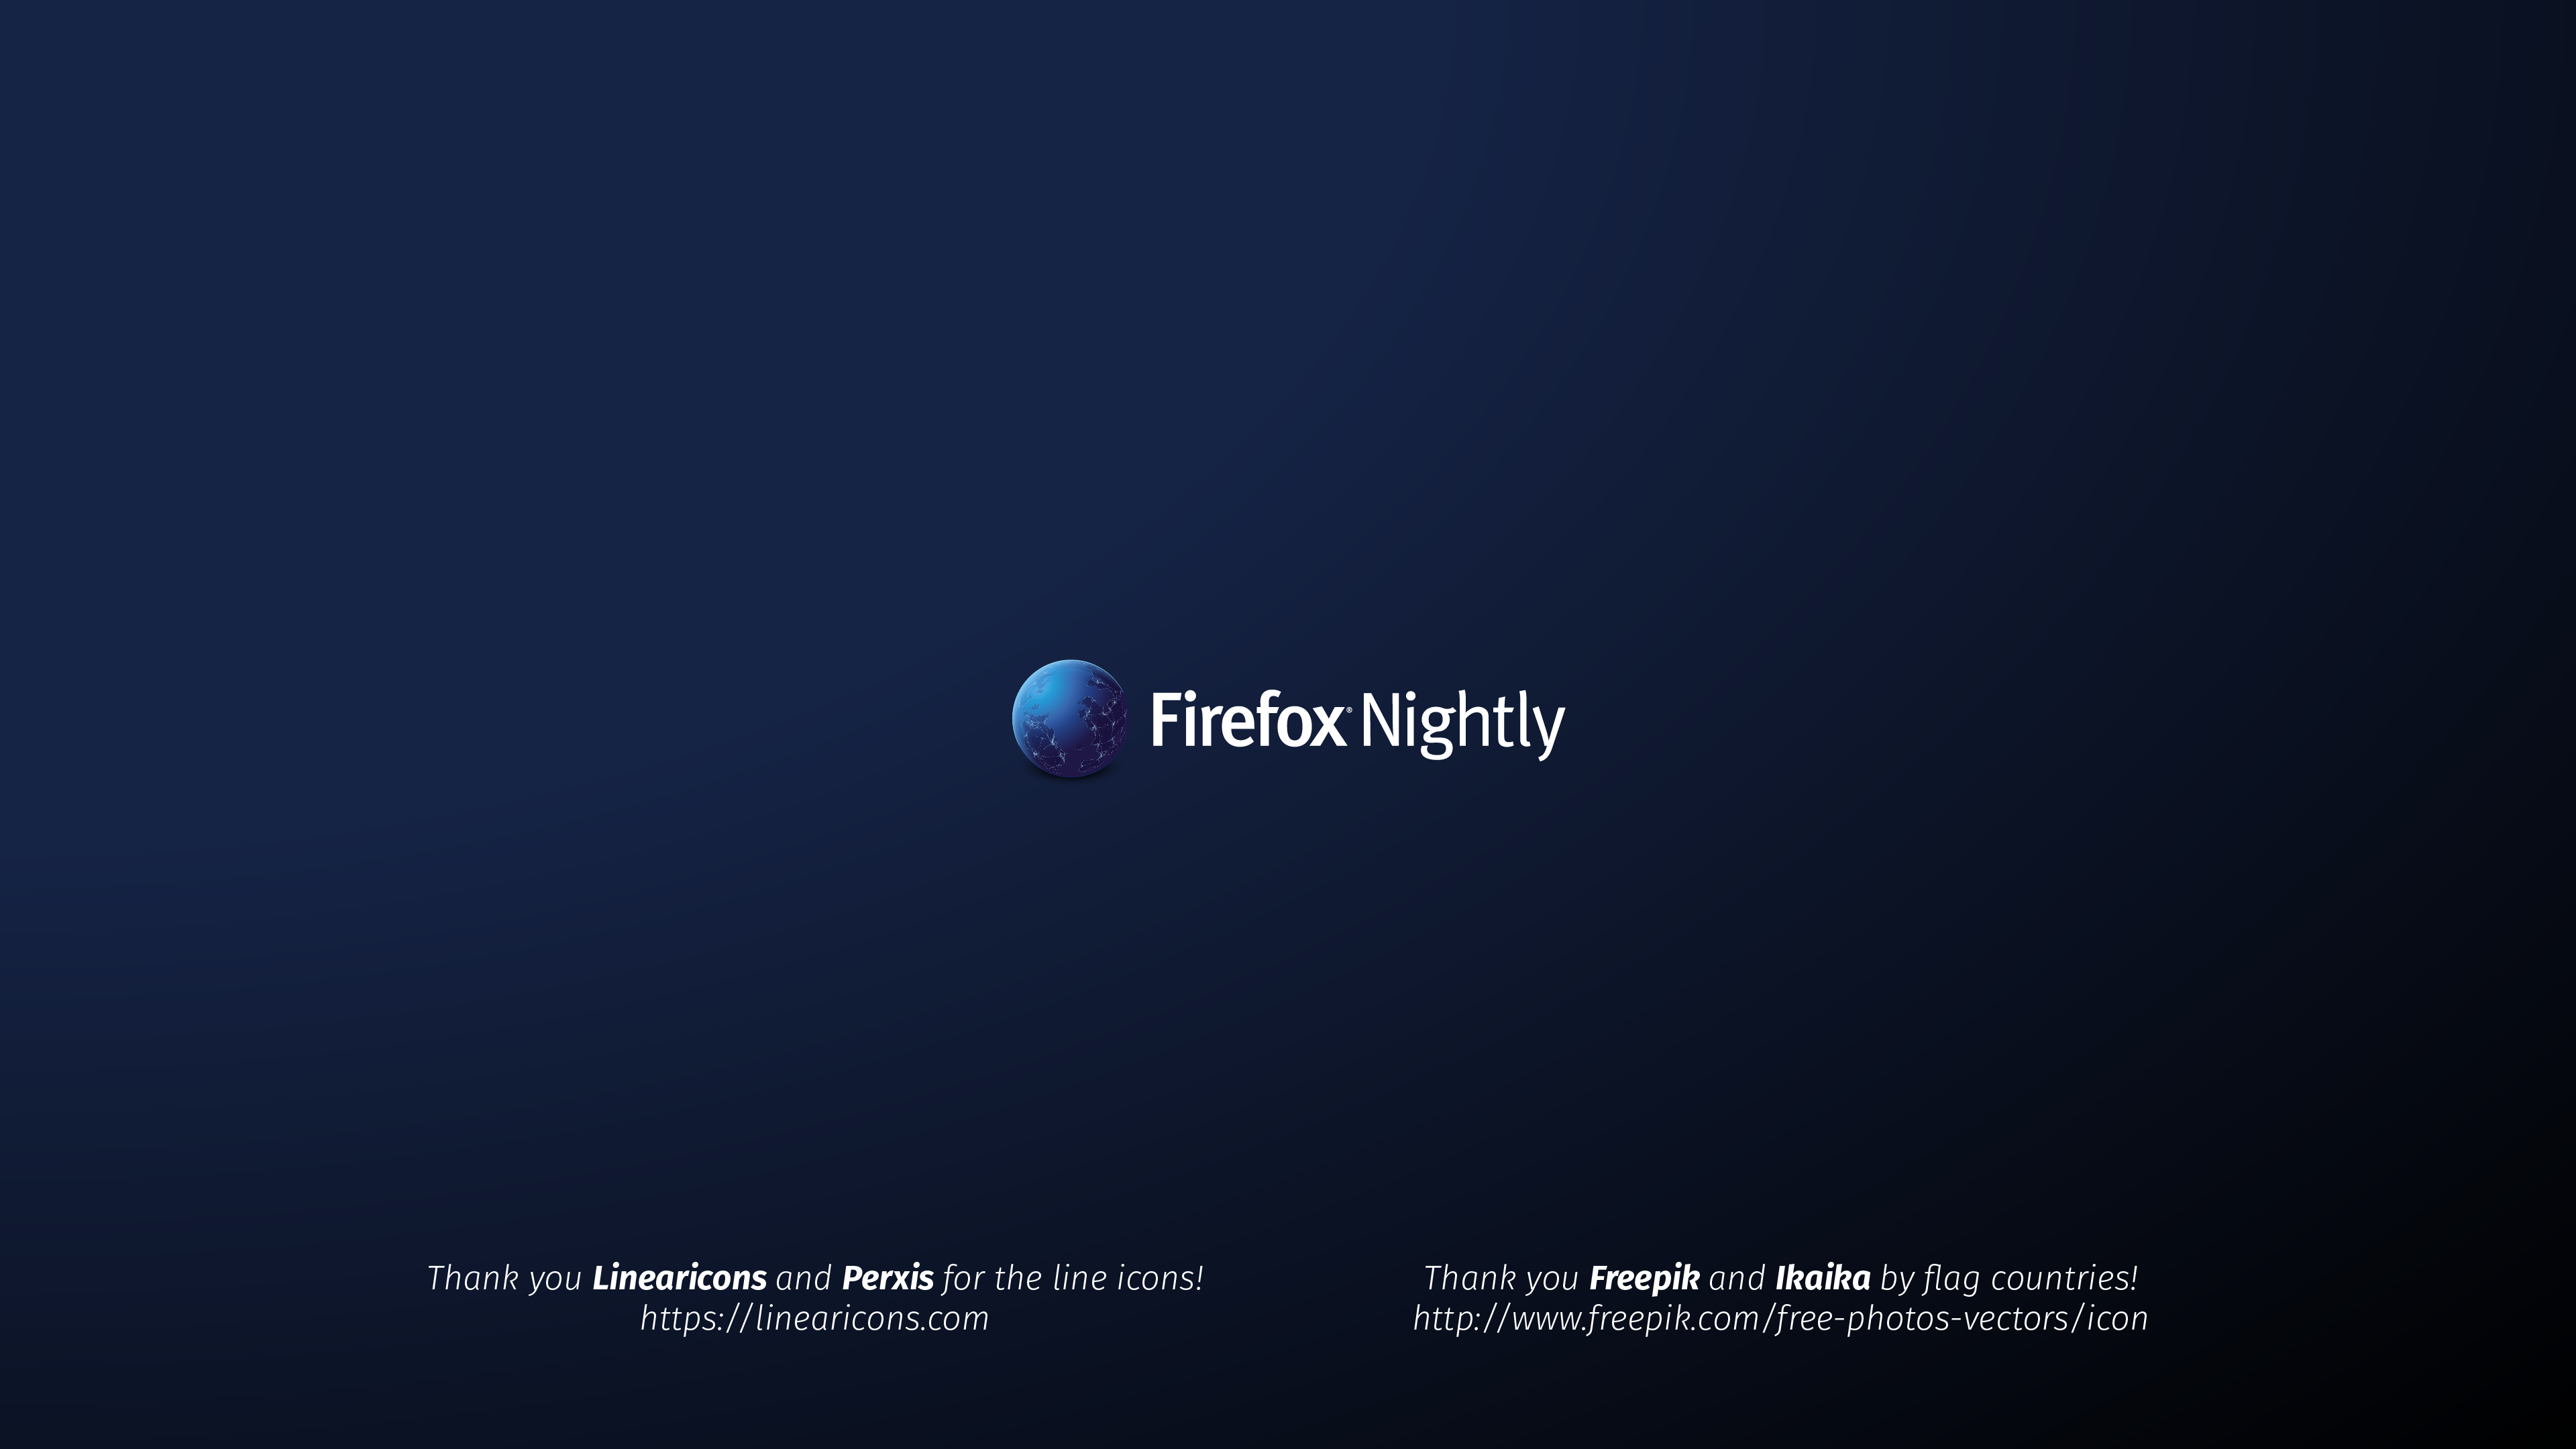 Firefox® Nightly
Thank you Linearicons and Perxis for the line icons!
https://linearicons.com
Thank you Freepik and Ikaika by flag countries!
http://www.freepik.com/free-photos-vectors/icon